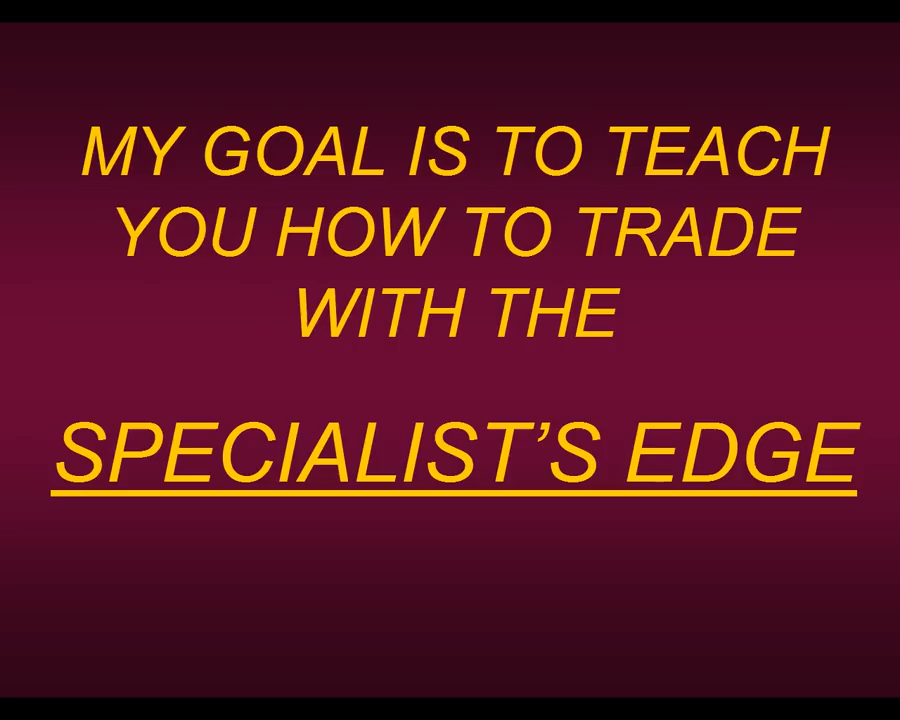 MY GOAL IS TO TEACH
YOU HOW TO TRADE
WITH THE
SPECIALIST’S EDGE